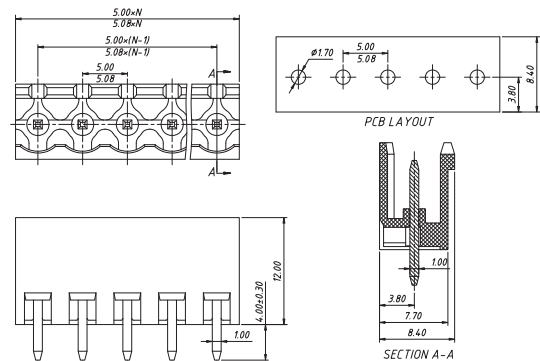 5.00×N
5.08×N
5.00×(N-1)
5.08×(N-1)
5.00
5.08
A
A
Ø1.70
5.00
5.08
3.80
8.40
PCB LAYOUT
12.00
4.00±0.30
1.00
1.00
3.80
7.70
8.40
SECTION A-A